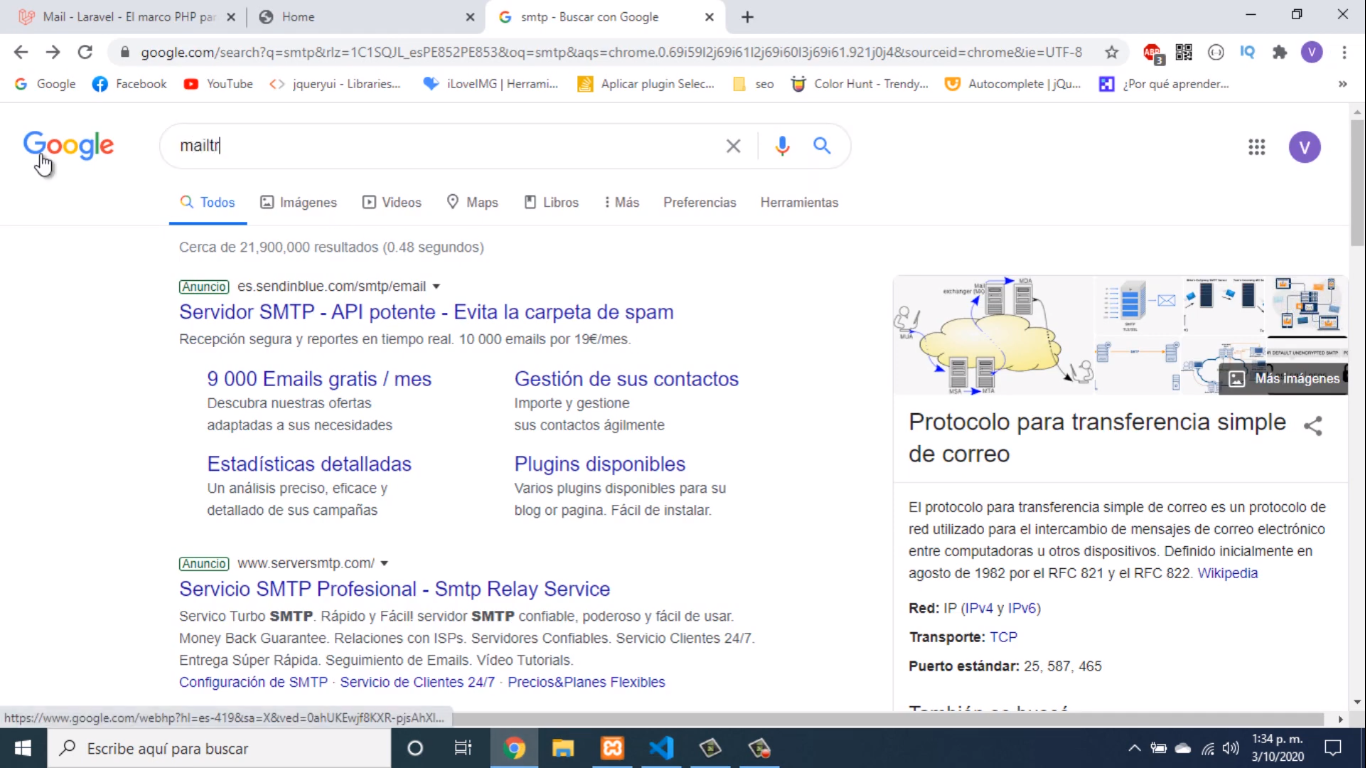 Mail - Laravel - El marco PHP pa
Home
smtp - Buscar con Google
google.com/search?q=smtp&rlz=1C1SQJL_esPE852PE853&oq=smtp&aqs=chrome.0.69i59l2j69i61l2j69i60l3j69i61.921j0j4&sourceid=chrome&ie=UTF-8
ABP
3
IQ
V
Google
Facebook
YouTube
jqueryui - Libraries...
iLoveIMG | Herrami...
Aplicar plugin Selec...
seo
Color Hunt - Trendy...
Autocomplete | jQu...
¿Por qué aprender...
»
Google
mailtr
V
Todos
Imágenes
Videos
Maps
Libros
Más
Preferencias
Herramientas
Cerca de 21,900,000 resultados (0.48 segundos)
Anuncio es.sendinblue.com/smtp/email
Servidor SMTP - API potente - Evita la carpeta de spam
Recepción segura y reportes en tiempo real. 10 000 emails por 19€/mes.
9 000 Emails gratis / mes
Descubra nuestras ofertas
adaptadas a sus necesidades
Gestión de sus contactos
Importe y gestione
sus contactos ágilmente
Estadísticas detalladas
Un análisis preciso, eficace y
detallado de sus campañas
Plugins disponibles
Varios plugins disponibles para su
blog or pagina. Fácil de instalar.
Anuncio www.serversmtp.com/
Servicio SMTP Profesional - Smtp Relay Service
Servico Turbo SMTP. Rápido y Fácil! servidor SMTP confiable, poderoso y fácil de usar.
Money Back Guarantee. Relaciones con ISPs. Servidores Confiables. Servicio Clientes 24/7.
Entrega Súper Rápida. Seguimiento de Emails. Vídeo Tutorials.
Configuración de SMTP · Servicio de Clientes 24/7 · Precios&Planes Flexibles
Más imágenes
Protocolo para transferencia simple
de correo
El protocolo para transferencia simple de correo es un protocolo de
red utilizado para el intercambio de mensajes de correo electrónico
entre computadoras u otros dispositivos. Definido inicialmente en
agosto de 1982 por el RFC 821 y el RFC 822. Wikipedia
Red: IP (IPv4 y IPv6)
Transporte: TCP
Puerto estándar: 25, 587, 465
También se buscó
https://www.google.com/webhp?hl=es-419&sa=X&ved=0ahUKEwjf8KXR-pjsAhXl...
Escribe aquí para buscar
1:34 p. m.
3/10/2020